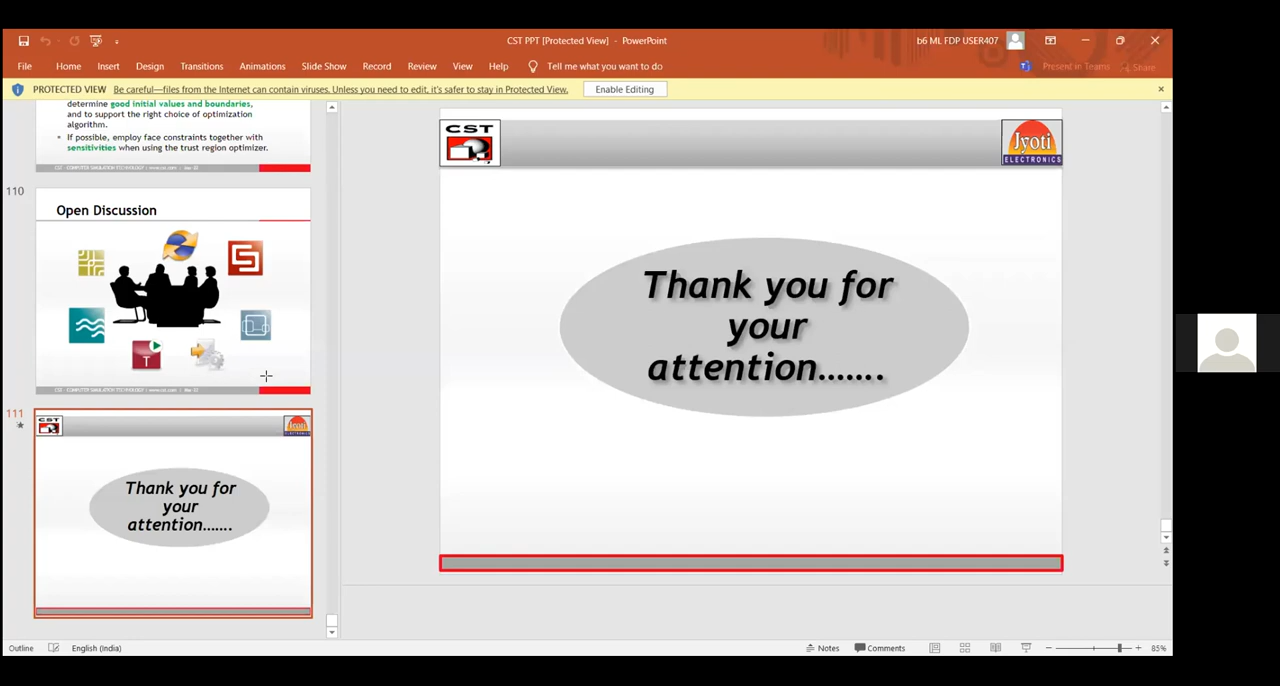 CST PPT [Protected View] - PowerPoint
b6 ML FDP USER407
File Home Insert Design Transitions Animations Slide Show Record Review View Help Tell me what you want to do
Present in Teams Share
PROTECTED VIEW Be careful—files from the Internet can contain viruses. Unless you need to edit, it's safer to stay in Protected View. Enable Editing
determine good initial values and boundaries,
and to support the right choice of optimization
algorithm.
• If possible, employ face constraints together with
sensitivities when using the trust region optimizer.
110
Open Discussion
T
111
CST
Jyoti
Thank you for
your
attention.......
CST
Jyoti
ELECTRONICS
Thank you for
your
attention.......
Outline English (India)
Notes Comments 85%